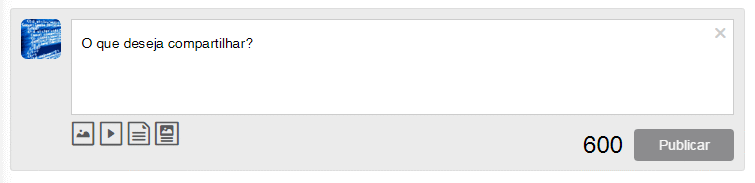 O que deseja compartilhar?
600
Publicar